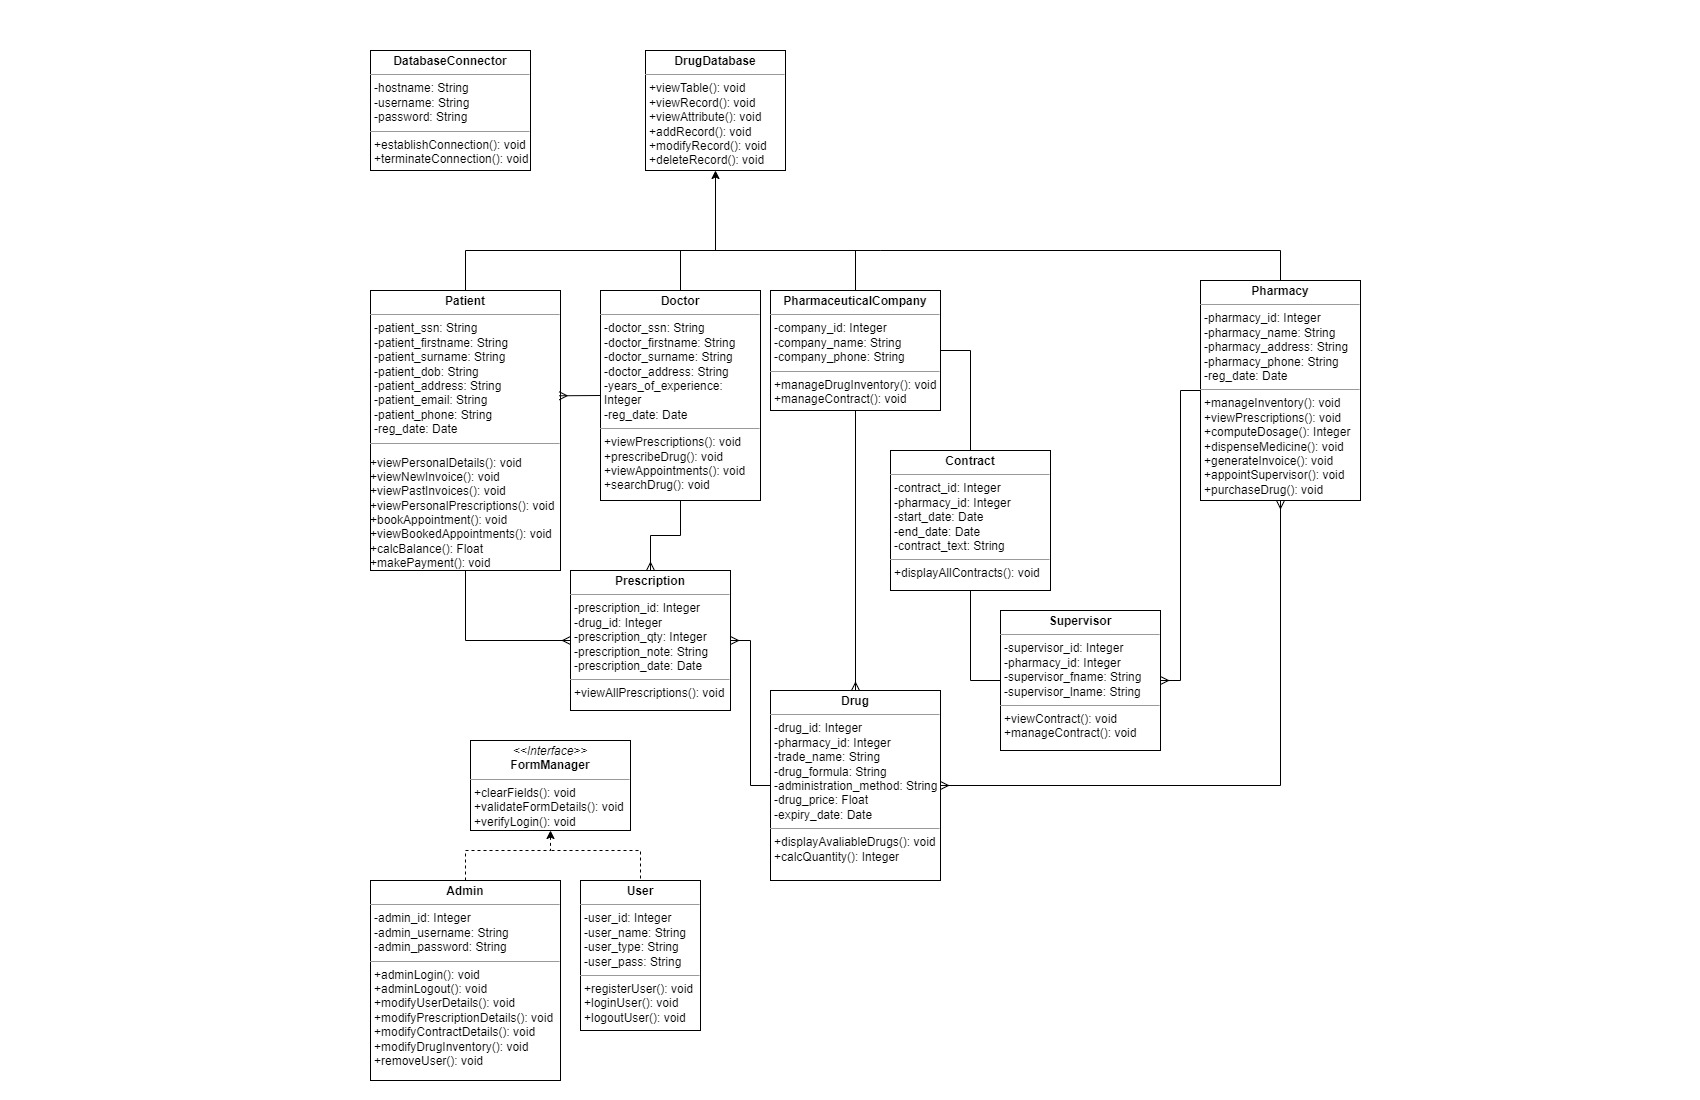 DatabaseConnector
-hostname: String
-username: String
-password: String
+establishConnection(): void
+terminateConnection(): void
DrugDatabase
+viewTable(): void
+viewRecord(): void
+viewAttribute(): void
+addRecord(): void
+modifyRecord(): void
+deleteRecord(): void
Patient
-patient_ssn: String
-patient_firstname: String
-patient_surname: String
-patient_dob: String
-patient_address: String
-patient_email: String
-patient_phone: String
-reg_date: Date
+viewPersonalDetails(): void
+viewNewInvoice(): void
+viewPastInvoices(): void
+viewPersonalPrescriptions(): void
+bookAppointment(): void
+viewBookedAppointments(): void
+calcBalance(): Float
+makePayment(): void
Doctor
-doctor_ssn: String
-doctor_firstname: String
-doctor_surname: String
-doctor_address: String
-years_of_experience:
Integer
-reg_date: Date
+viewPrescriptions(): void
+prescribeDrug(): void
+viewAppointments(): void
+searchDrug(): void
PharmaceuticalCompany
-company_id: Integer
-company_name: String
-company_phone: String
+manageDrugInventory(): void
+manageContract(): void
Pharmacy
-pharmacy_id: Integer
-pharmacy_name: String
-pharmacy_address: String
-pharmacy_phone: String
-reg_date: Date
+manageInventory(): void
+viewPrescriptions(): void
+computeDosage(): Integer
+dispenseMedicine(): void
+generateInvoice(): void
+appointSupervisor(): void
+purchaseDrug(): void
Contract
-contract_id: Integer
-pharmacy_id: Integer
-start_date: Date
-end_date: Date
-contract_text: String
+displayAllContracts(): void
Prescription
-prescription_id: Integer
-drug_id: Integer
-prescription_qty: Integer
-prescription_note: String
-prescription_date: Date
+viewAllPrescriptions(): void
Supervisor
-supervisor_id: Integer
-pharmacy_id: Integer
-supervisor_fname: String
-supervisor_lname: String
+viewContract(): void
+manageContract(): void
Drug
-drug_id: Integer
-pharmacy_id: Integer
-trade_name: String
-drug_formula: String
-administration_method: String
-drug_price: Float
-expiry_date: Date
+displayAvaliableDrugs(): void
+calcQuantity(): Integer
<<Interface>>
FormManager
+clearFields(): void
+validateFormDetails(): void
+verifyLogin(): void
Admin
-admin_id: Integer
-admin_username: String
-admin_password: String
+adminLogin(): void
+adminLogout(): void
+modifyUserDetails(): void
+modifyPrescriptionDetails(): void
+modifyContractDetails(): void
+modifyDrugInventory(): void
+removeUser(): void
User
-user_id: Integer
-user_name: String
-user_type: String
-user_pass: String
+registerUser(): void
+loginUser(): void
+logoutUser(): void